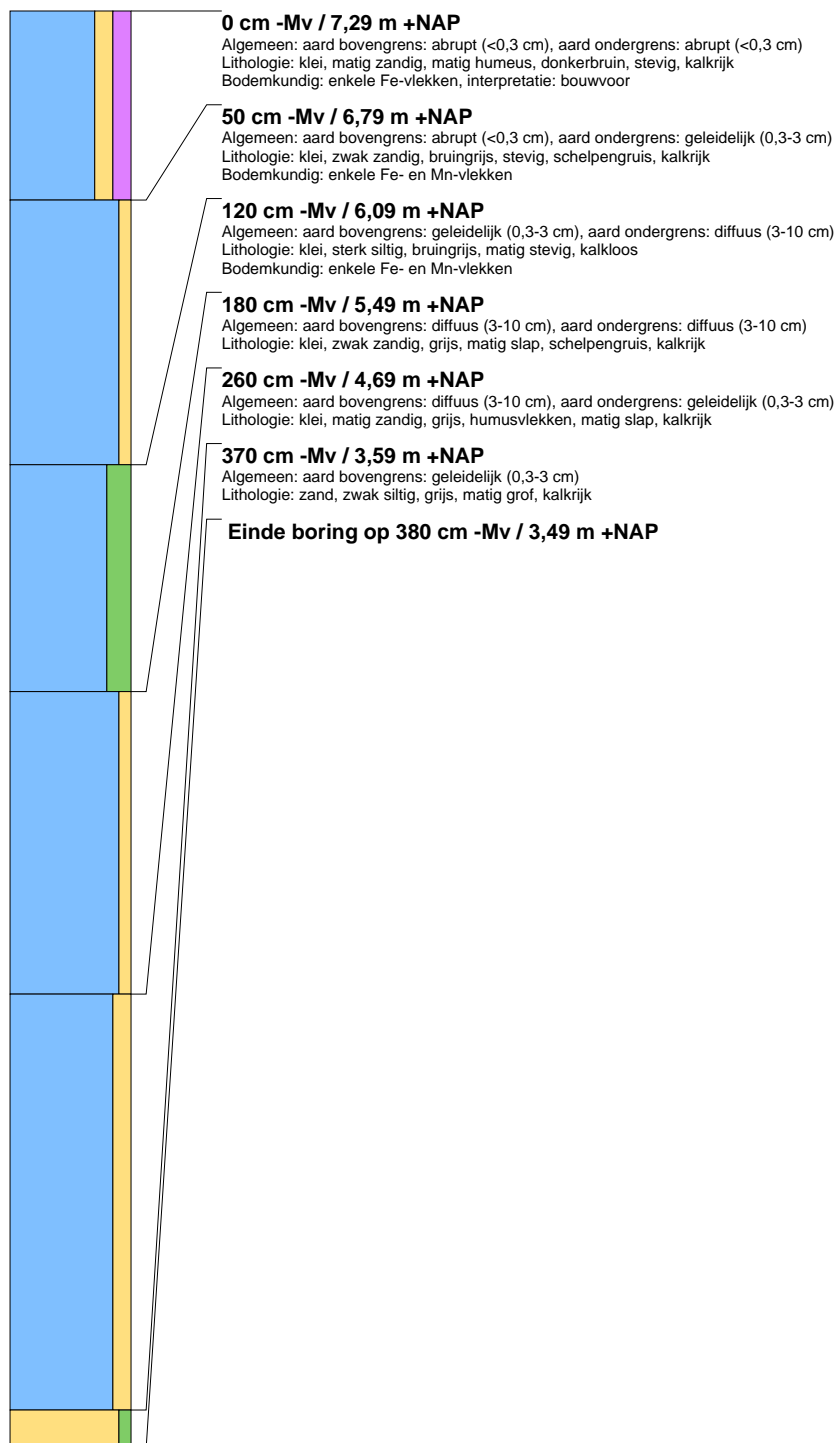 0 cm -Mv / 7,29 m +NAP
Algemeen: aard bovengrens: abrupt (<0,3 cm), aard ondergrens: abrupt (<0,3 cm)
Lithologie: klei, matig zandig, matig humeus, donkerbruin, stevig, kalkrijk
Bodemkundig: enkele Fe-vlekken, interpretatie: bouwvoor
50 cm -Mv / 6,79 m +NAP
Algemeen: aard bovengrens: abrupt (<0,3 cm), aard ondergrens: geleidelijk (0,3-3 cm)
Lithologie: klei, zwak zandig, bruingrijs, stevig, schelpengruis, kalkrijk
Bodemkundig: enkele Fe- en Mn-vlekken
120 cm -Mv / 6,09 m +NAP
Algemeen: aard bovengrens: geleidelijk (0,3-3 cm), aard ondergrens: diffuus (3-10 cm)
Lithologie: klei, sterk siltig, bruingrijs, matig stevig, kalkloos
Bodemkundig: enkele Fe- en Mn-vlekken
180 cm -Mv / 5,49 m +NAP
Algemeen: aard bovengrens: diffuus (3-10 cm), aard ondergrens: diffuus (3-10 cm)
Lithologie: klei, zwak zandig, grijs, matig slap, schelpengruis, kalkrijk
260 cm -Mv / 4,69 m +NAP
Algemeen: aard bovengrens: diffuus (3-10 cm), aard ondergrens: geleidelijk (0,3-3 cm)
Lithologie: klei, matig zandig, grijs, humusvlekken, matig slap, kalkrijk
370 cm -Mv / 3,59 m +NAP
Algemeen: aard bovengrens: geleidelijk (0,3-3 cm)
Lithologie: zand, zwak siltig, grijs, matig grof, kalkrijk
Einde boring op 380 cm -Mv / 3,49 m +NAP